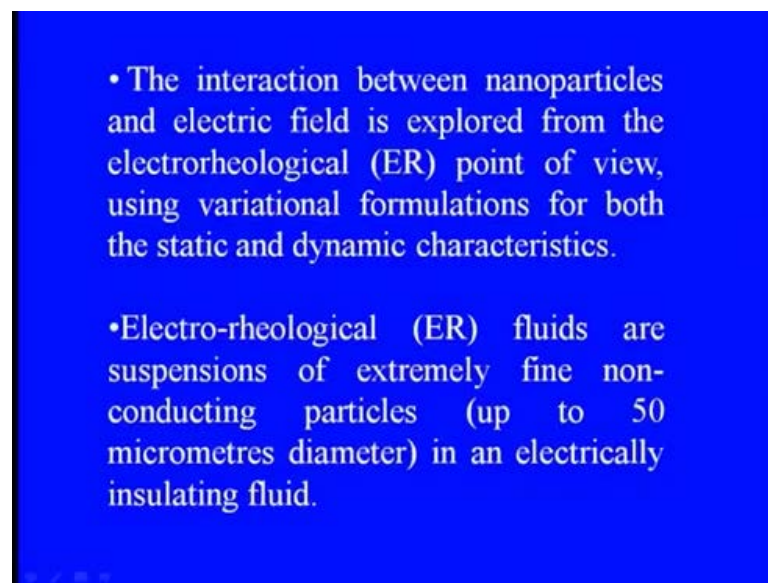 • The interaction between nanoparticles
and electric field is explored from the
electrorheological (ER) point of view,
using variational formulations for both
the static and dynamic characteristics.
•Electro-rheological (ER) fluids are
suspensions of extremely fine non-
conducting particles (up to 50
micrometres diameter) in an electrically
insulating fluid.